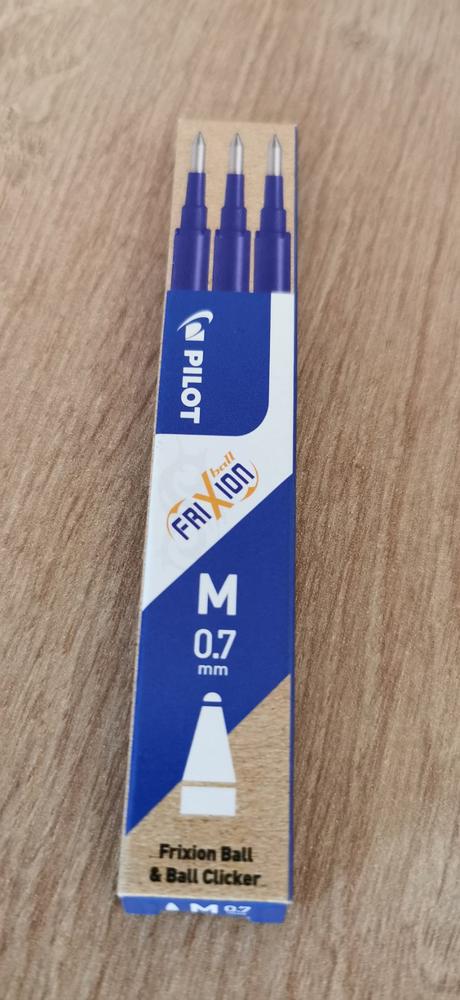 PILOT
ball
FRIXION
M
0.7
mm
Frixion Ball
& Ball Clicker
M 0.7